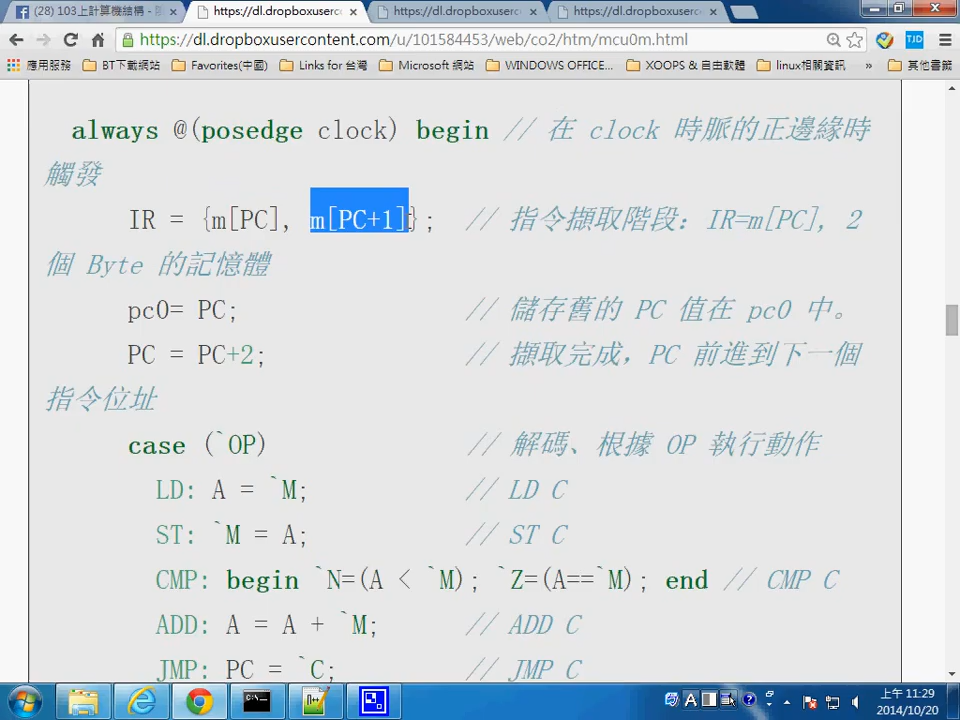 (28) 103上計算機結構 -
https://dl.dropboxuserco
https://dl.dropboxuserco
https://dl.dropboxuserco
https://dl.dropboxusercontent.com/u/101584453/web/co2/htm/mcu0m.html
TJD
應用服務 BT下載網站 Favorites(中國) Links for 台灣 Microsoft 網站 WINDOWS OFFICE... XOOPS & 自由軟體 linux相關資訊 » 其他書籤
always @(posedge clock) begin // 在 clock 時脈的正邊緣時
觸發
IR = {m[PC], m[PC+1]}; // 指令擷取階段：IR=m[PC], 2
個 Byte 的記憶體
pc0= PC; // 儲存舊的 PC 值在 pc0 中。
PC = PC+2; // 擷取完成，PC 前進到下一個
指令位址
case (`OP) // 解碼、根據 OP 執行動作
LD: A = `M; // LD C
ST: `M = A; // ST C
CMP: begin `N=(A < `M); `Z=(A==`M); end // CMP C
ADD: A = A + `M; // ADD C
JMP: PC = `C; // JMP C
上午 11:29
2014/10/20